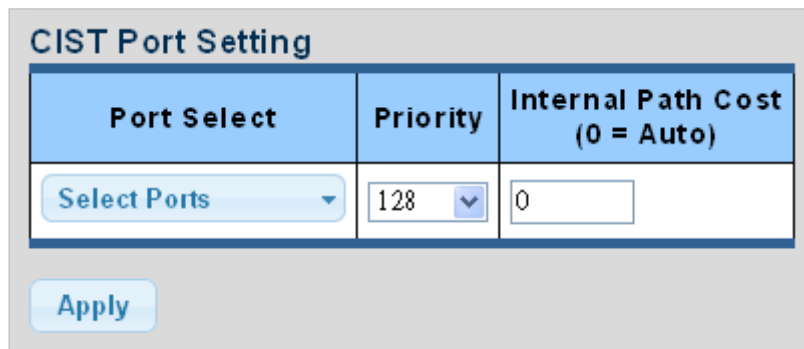 CIST Port Setting
Port Select
Priority
Internal Path Cost
(0 = Auto)
Select Ports
128
0
Apply